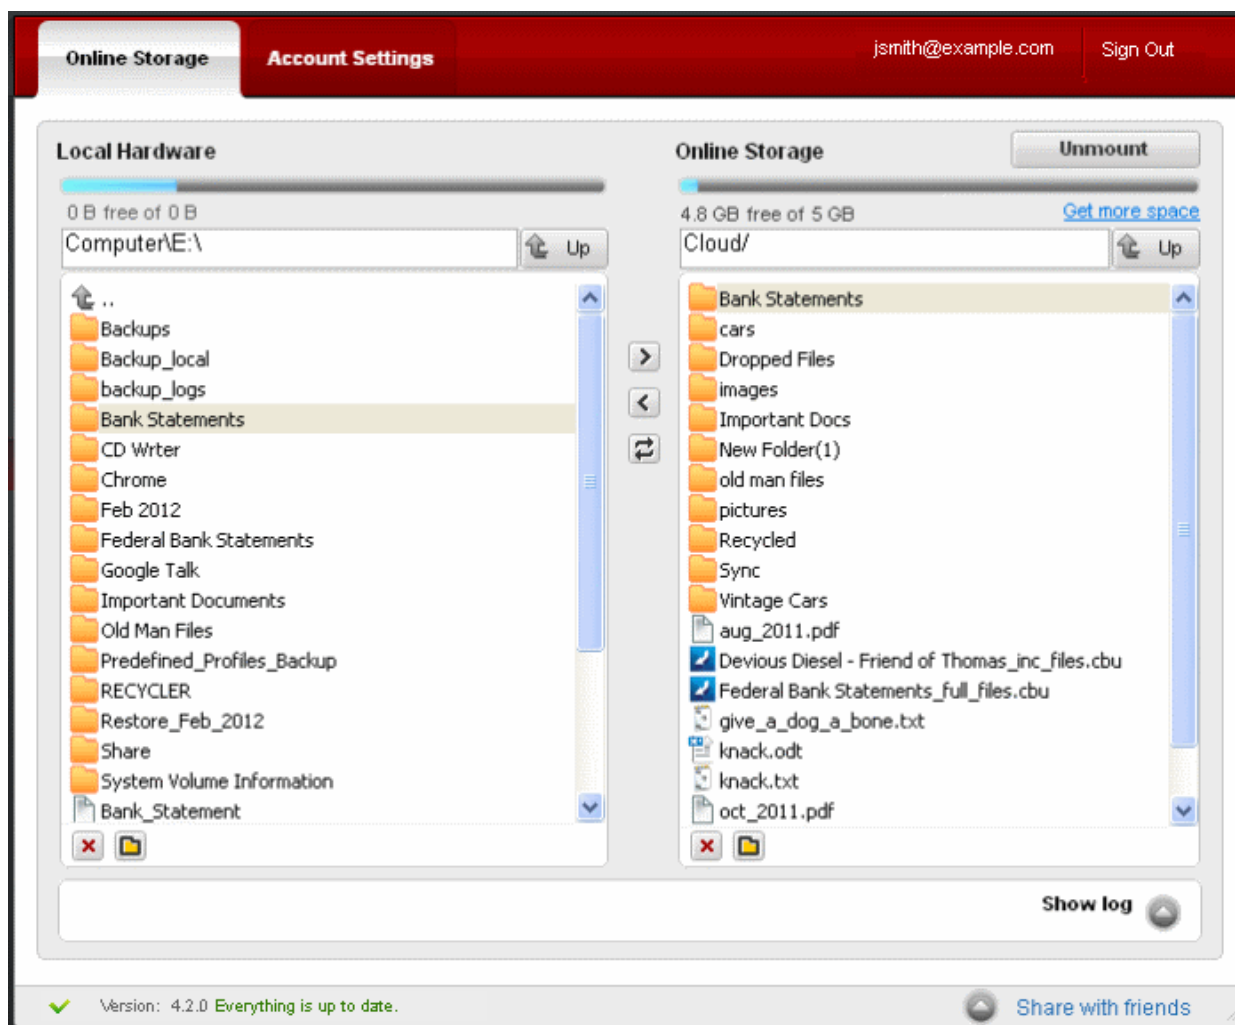 Online Storage
Account Settings
jsmith@example.com
Sign Out
Local Hardware
0 B free of 0 B
Computer\E:\
Up
..
Backups
Backup_local
backup_logs
Bank Statements
CD Wrter
Chrome
Feb 2012
Federal Bank Statements
Google Talk
Important Documents
Old Man Files
Predefined_Profiles_Backup
RECYCLER
Restore_Feb_2012
Share
System Volume Information
Bank_Statement
Online Storage
Unmount
4.8 GB free of 5 GB
Get more space
Cloud/
Up
Bank Statements
cars
Dropped Files
images
Important Docs
New Folder(1)
old man files
pictures
Recycled
Sync
Vintage Cars
aug_2011.pdf
Devious Diesel - Friend of Thomas_inc_files.cbu
Federal Bank Statements_full_files.cbu
give_a_dog_a_bone.txt
knack.odt
knack.txt
oct_2011.pdf
Show log
Version: 4.2.0 Everything is up to date.
Share with friends